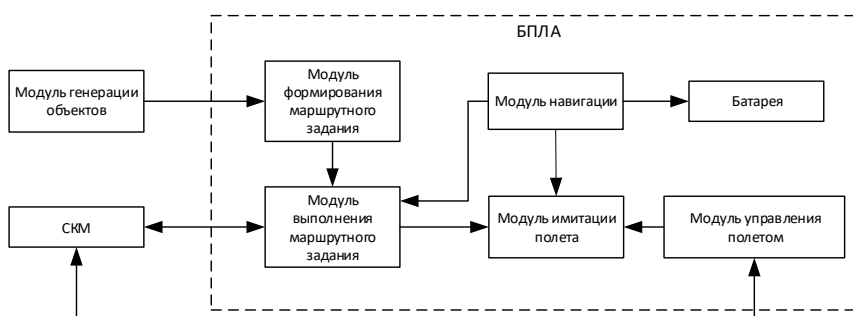 БПЛА
Модуль генерации
объектов
Модуль
формирования
маршрутного
задания
Модуль навигации
Батарея
СКМ
Модуль
выполнения
маршрутного
задания
Модуль имитации
полета
Модуль управления
полетом